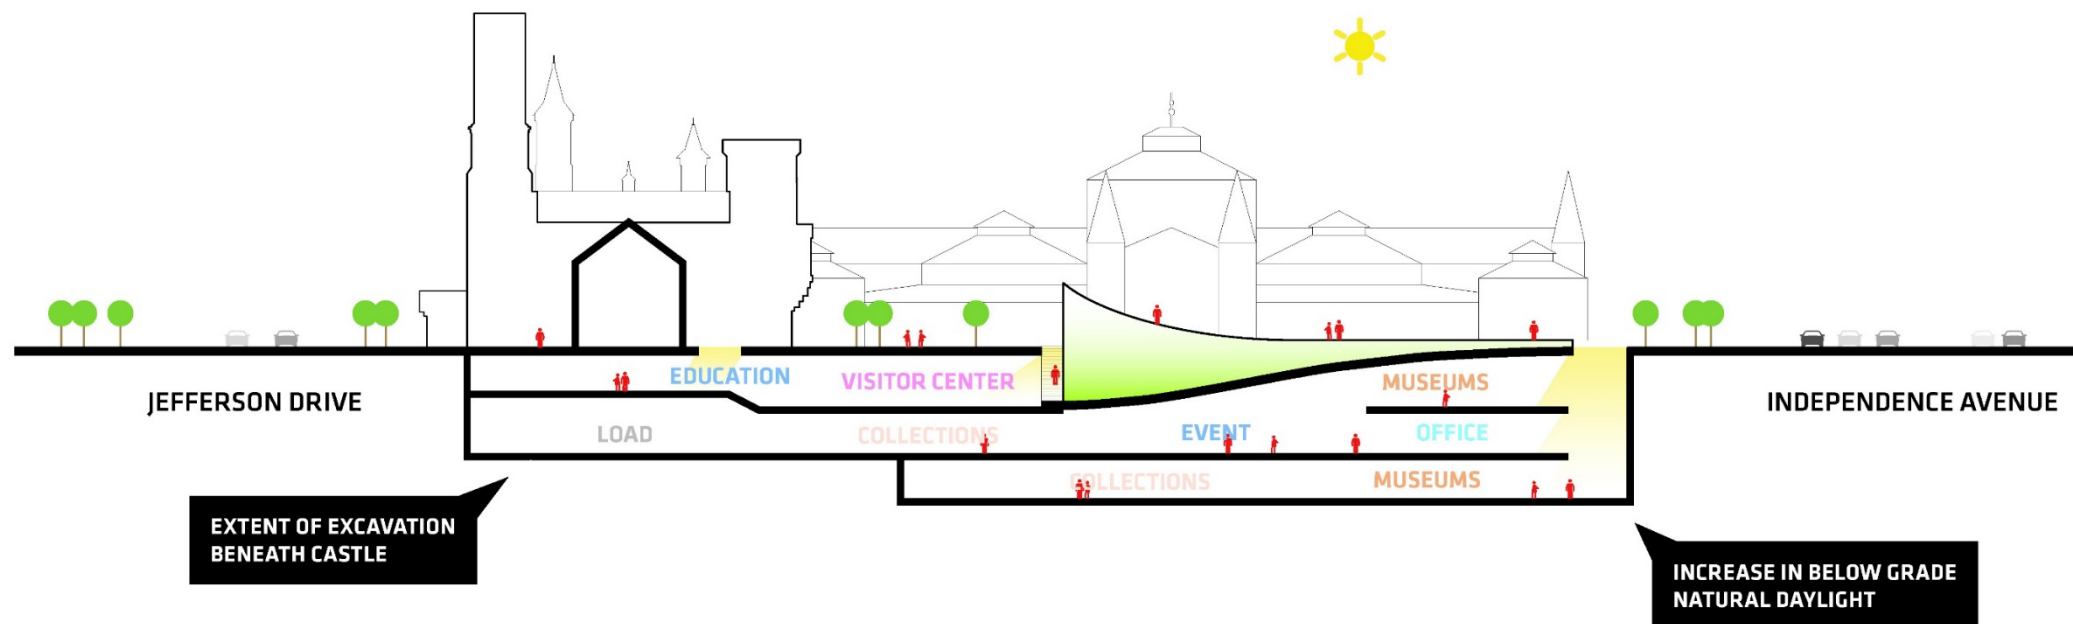 EDUCATION
VISITOR CENTER
MUSEUMS
JEFFERSON DRIVE
INDEPENDENCE AVENUE
LOAD
COLLECTIONS
EVENT
OFFICE
COLLECTIONS
MUSEUMS
EXTENT OF EXCAVATION
BENEATH CASTLE
INCREASE IN BELOW GRADE
NATURAL DAYLIGHT